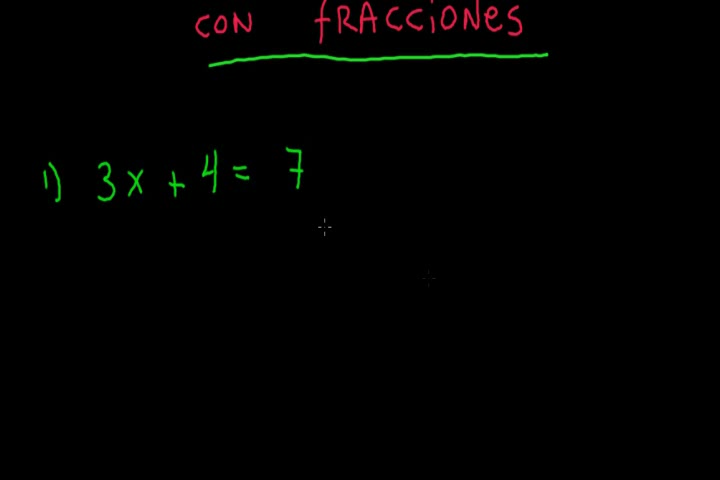 CON FRACCIONES
1) 3x + 4 = 7